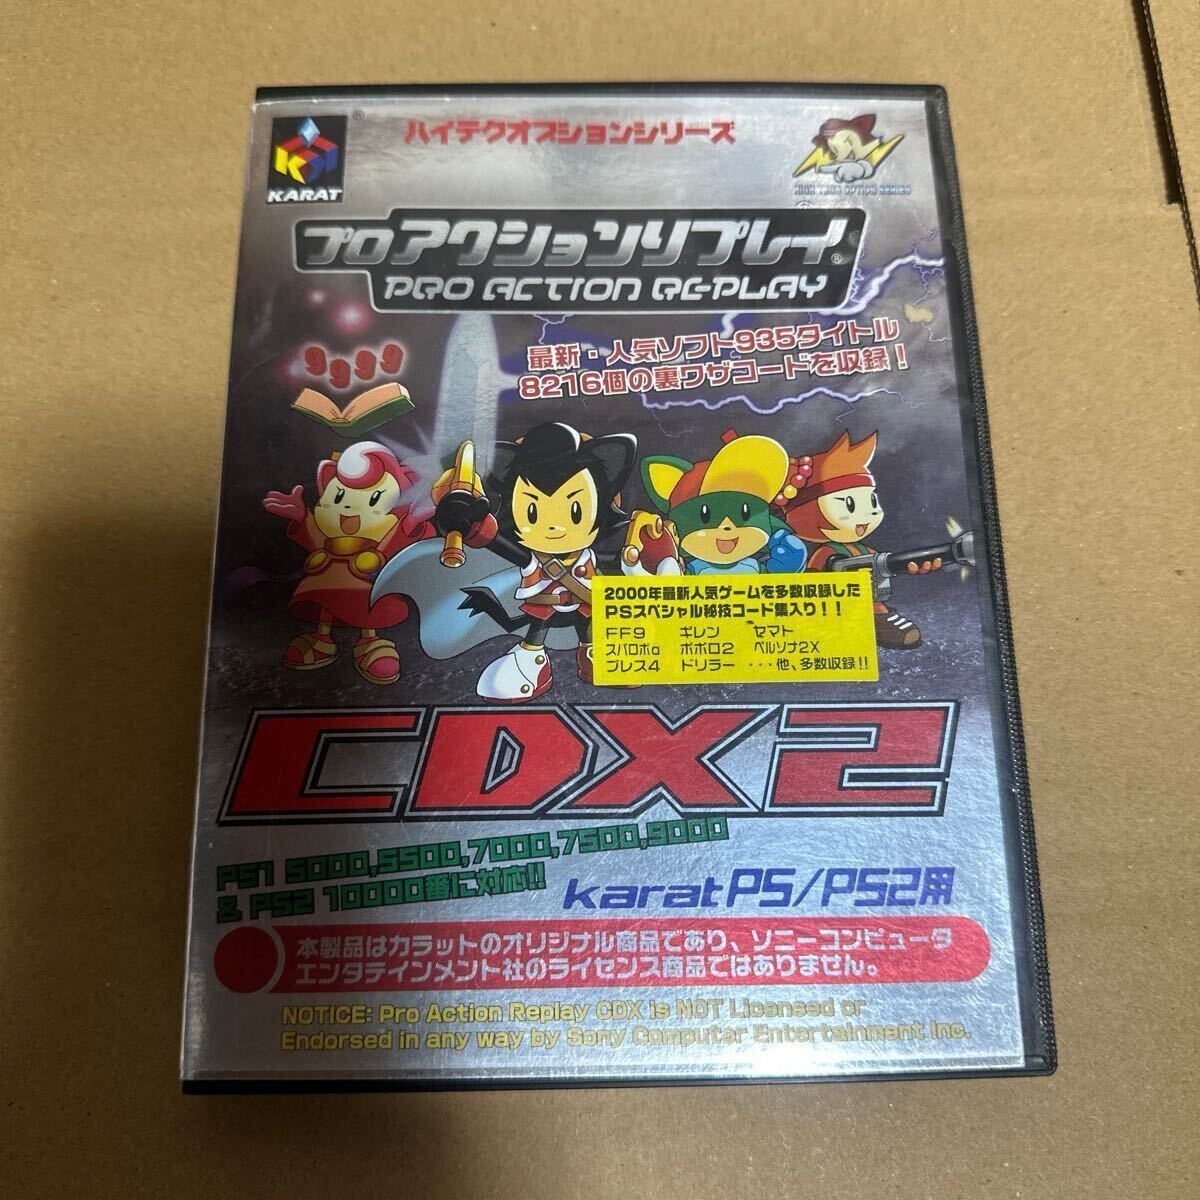 KARAT
®
ハイテクオプションシリーズ
HIGH TECH OPTION SERIES
プロアクションリプレイ®
PRO ACTION REPLAY
9999
最新・人気ソフト935タイトル
8216個の裏ワザコードを収録！
2000年最新人気ゲームを多数収録した
PSスペシャル秘技コード集入り！！
FF9 ギレン ヤマト
スパロボα ポポロ2 ペルソナ2X
ブレス4 ドリラー ・・・他、多数収録!!
CDX2
PS1 5000,5500,7000,7500,9000
& PS2 10000番に対応!!
karat PS/PS2用
本製品はカラットのオリジナル商品であり、ソニーコンピュータ
エンタテインメント社のライセンス商品ではありません。
NOTICE: Pro Action Replay CDX is NOT Licensed or
Endorsed in any way by Sony Computer Entertainment Inc.